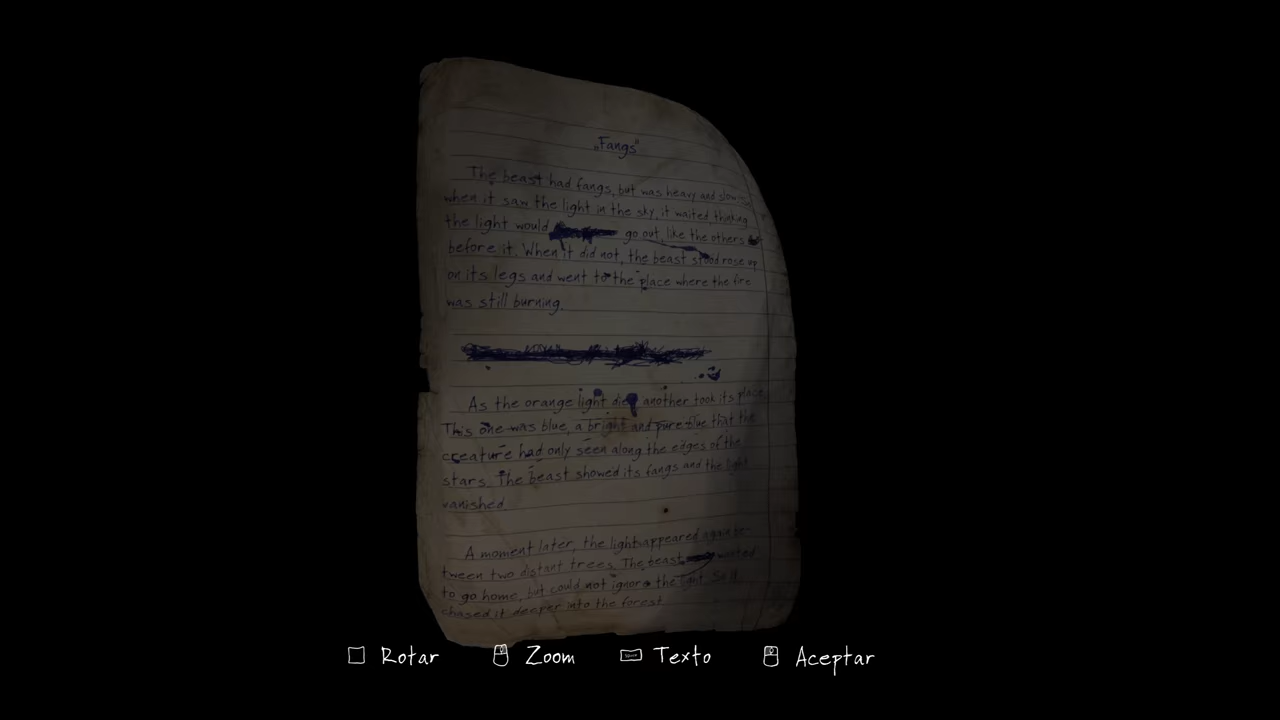 „Fangs"
The beast had fangs, but was heavy and slow so
when it saw the light in the sky, it waited thinking
the light would go out like the others
before it. When it did not, the beast stood rose up
on its legs and went to the place where the fire
was still burning.
As the orange light died another took its place.
This one was blue, a bright and pure blue that the
creature had only seen along the edges of the
stars. The beast showed its fangs and the light
vanished
A moment later, the light appeared again be-
tween two distant trees. The beast wanted
to go home, but could not ignore the light. So it
chased it deeper into the forest.
Rotar
Zoom
Texto
Aceptar